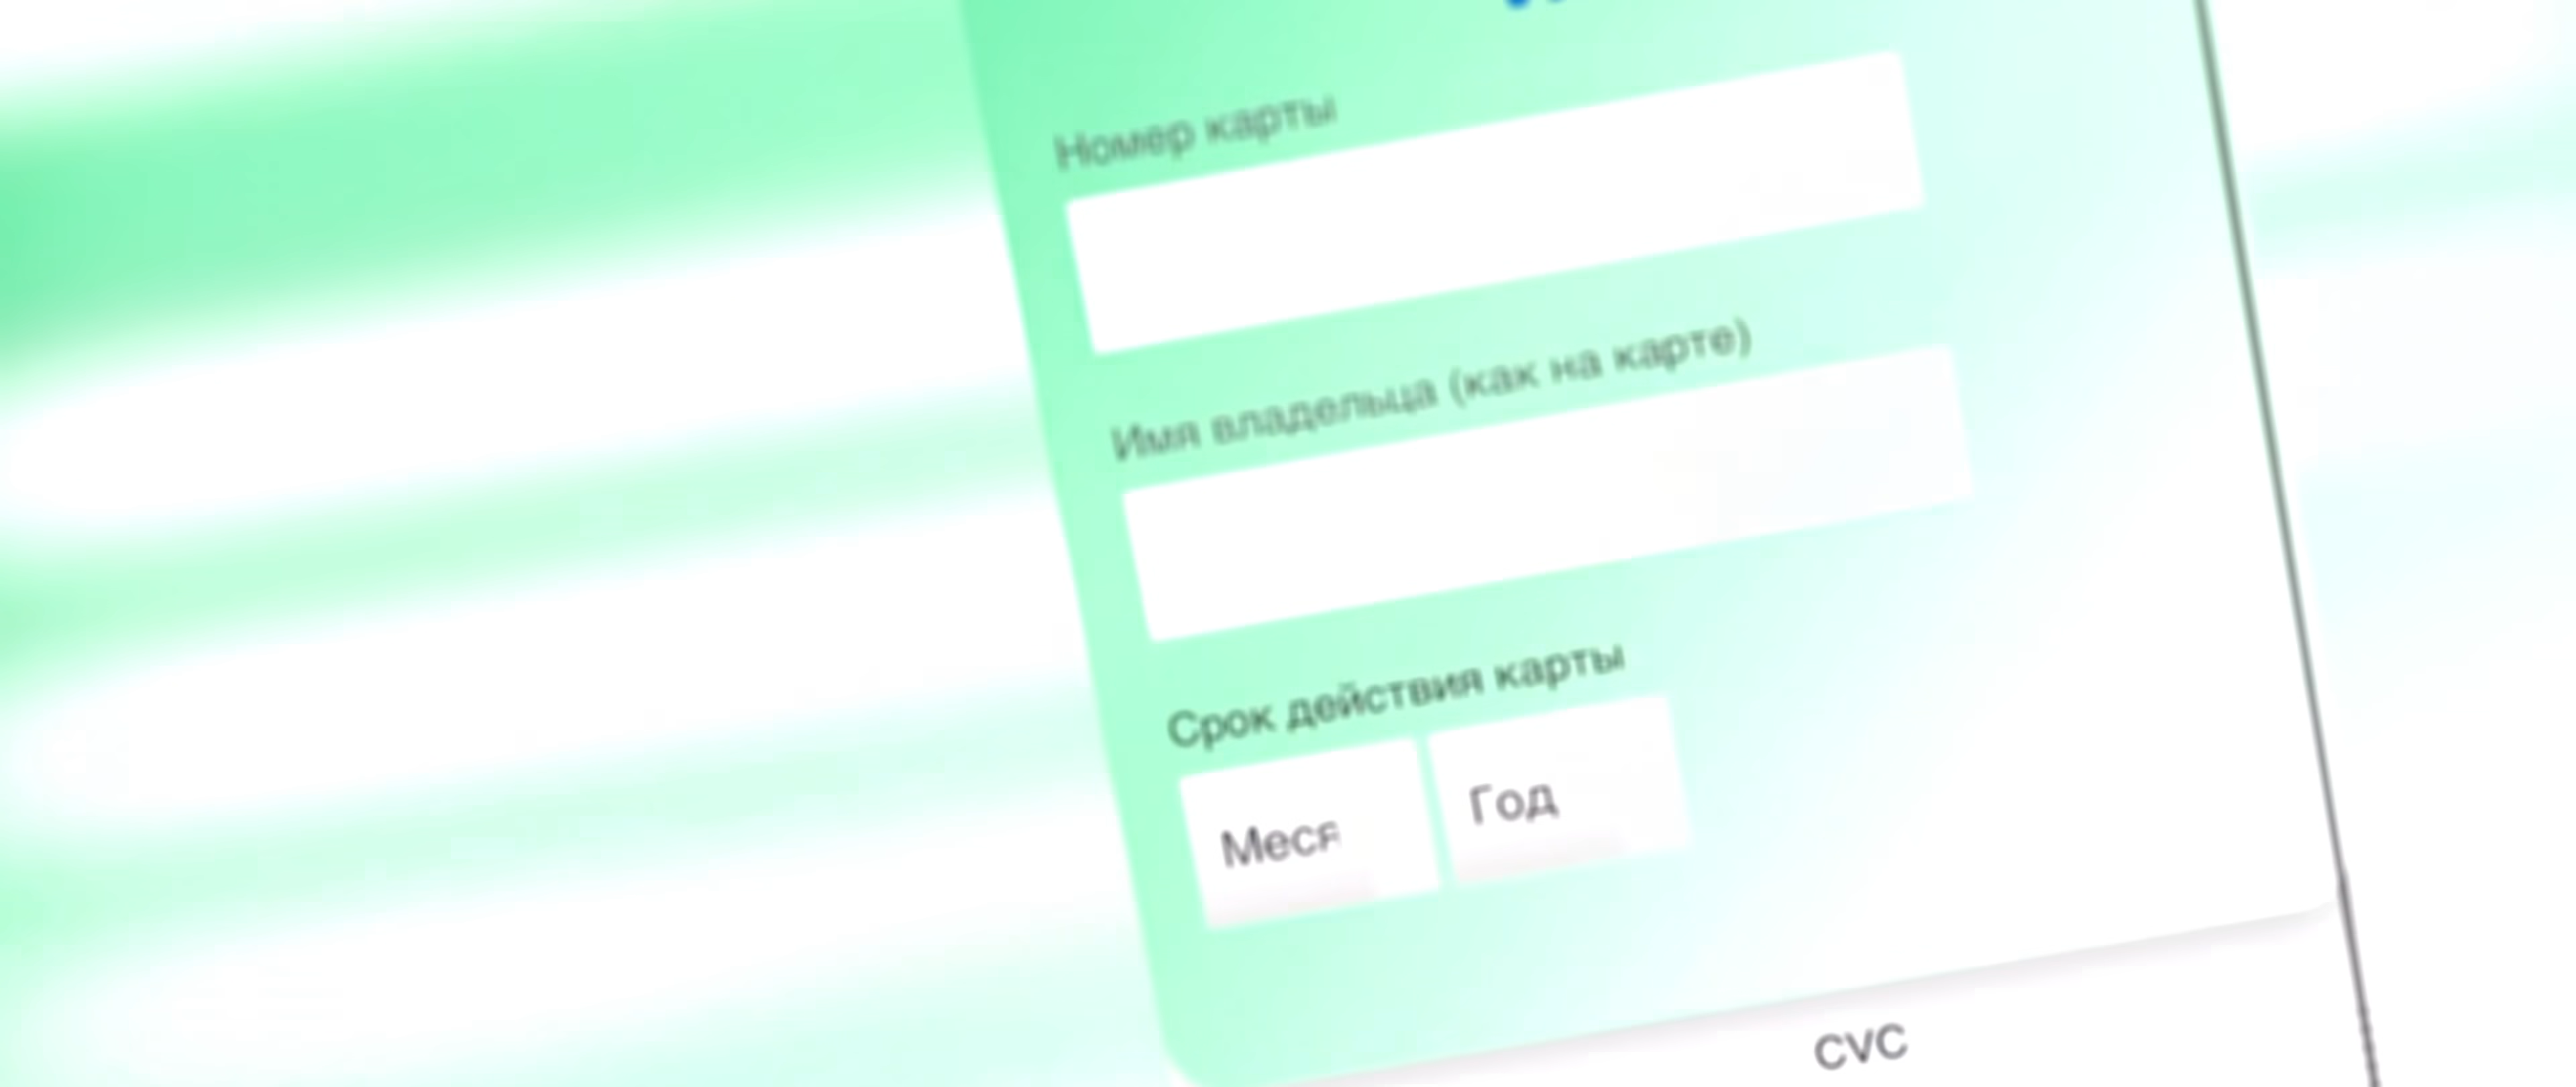 Номер карты
Имя владельца (как на карте)
Срок действия карты
Меся Год
CVC